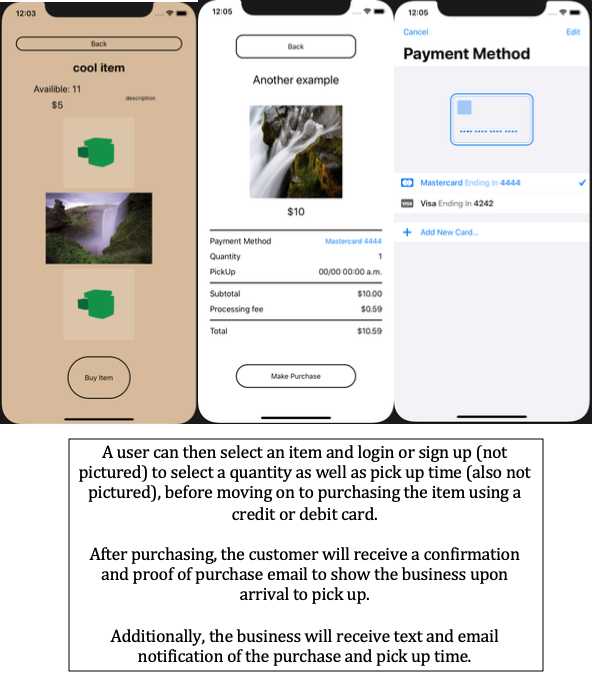 12:03
Back
cool item
Availible: 11
$5
description
Buy Item
12:05
Back
Another example
$10
Payment Method Mastercard 4444
Quantity 1
PickUp 00/00 00:00 a.m.
Subtotal $10.00
Processing fee $0.59
Total $10.59
Make Purchase
12:05
Cancel Edit
Payment Method
Mastercard Ending In 4444
VISA Visa Ending In 4242
+ Add New Card...
A user can then select an item and login or sign up (not
pictured) to select a quantity as well as pick up time (also not
pictured), before moving on to purchasing the item using a
credit or debit card.
After purchasing, the customer will receive a confirmation
and proof of purchase email to show the business upon
arrival to pick up.
Additionally, the business will receive text and email
notification of the purchase and pick up time.